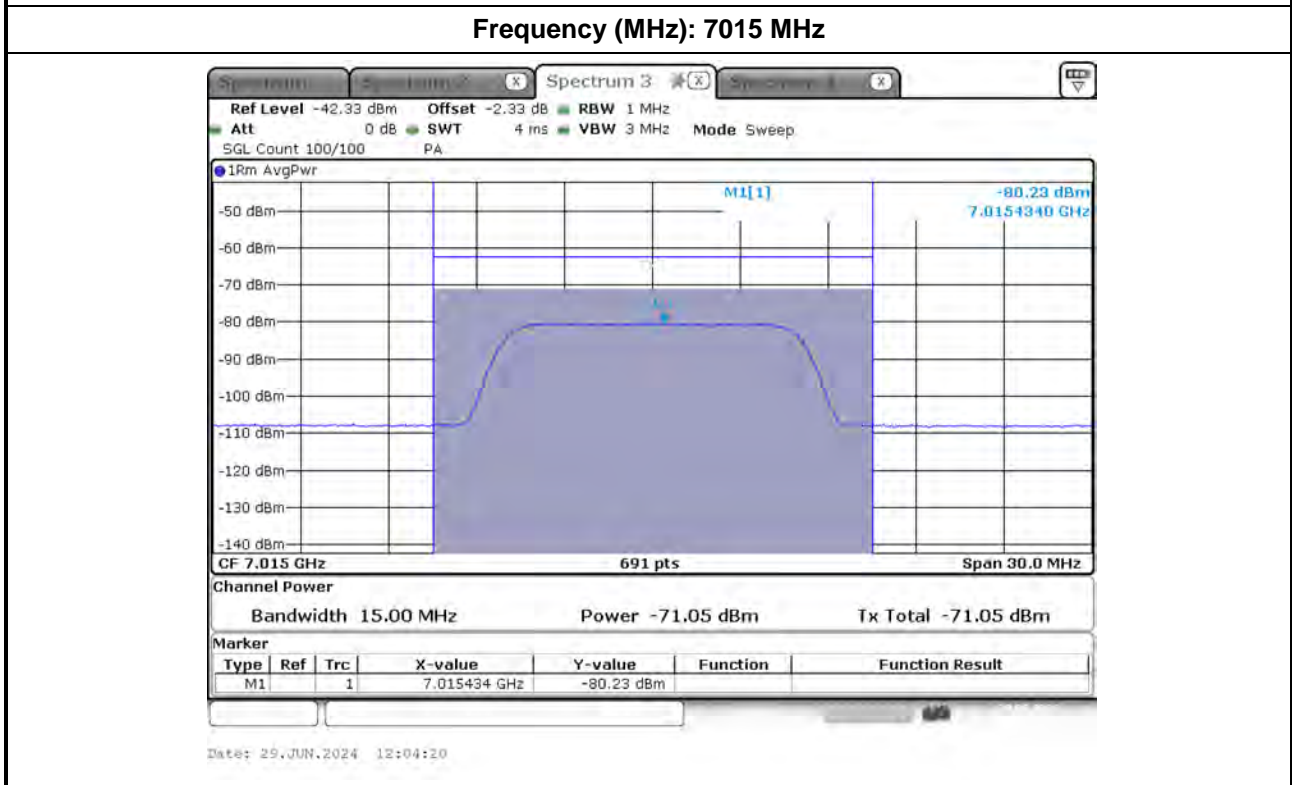 Frequency (MHz): 7015 MHz
Spectrum 3
Ref Level -42.33 dBm Offset -2.33 dB RBW 1 MHz
Att 0 dB SWT 4 ms VBW 3 MHz Mode Sweep
SGL Count 100/100 PA
1Rm AvgPwr
M1[1] -80.23 dBm
7.0154340 GHz
-50 dBm
-60 dBm
-70 dBm
-80 dBm
-90 dBm
-100 dBm
-110 dBm
-120 dBm
-130 dBm
-140 dBm
CF 7.015 GHz 691 pts Span 30.0 MHz
Channel Power
Bandwidth 15.00 MHz Power -71.05 dBm Tx Total -71.05 dBm
Marker
Type Ref Trc X-value Y-value Function Function Result
M1 1 7.015434 GHz -80.23 dBm
Date: 29.JUN.2024 12:04:20